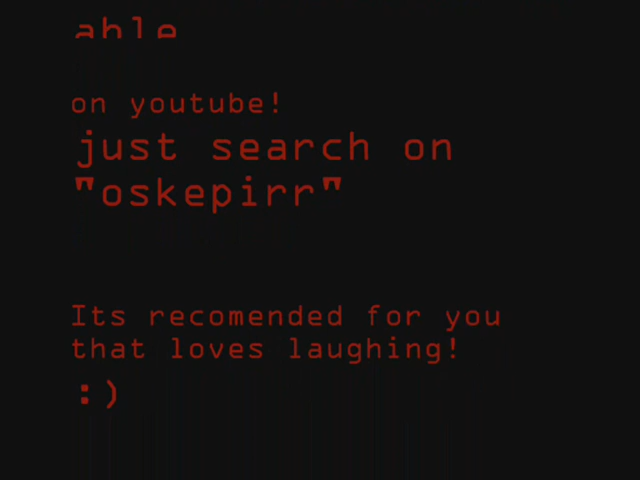 on youtube!
just search on
"oskepirr"
Its recomended for you
that loves laughing!
:)